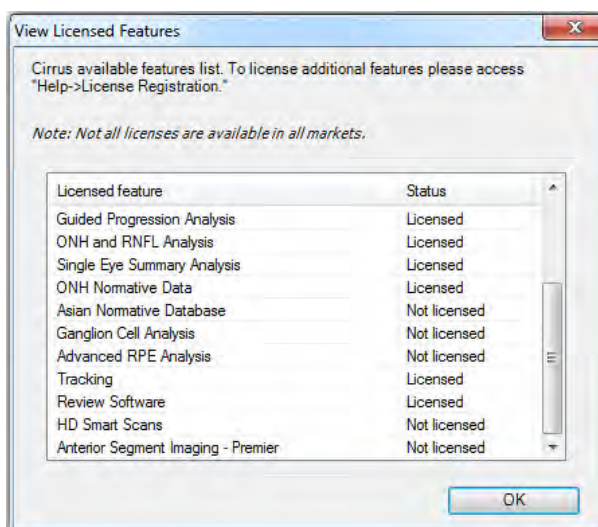 View Licensed Features
Cirrus available features list. To license additional features please access
"Help->License Registration."
Note: Not all licenses are available in all markets.
Licensed feature Status
Guided Progression Analysis Licensed
ONH and RNFL Analysis Licensed
Single Eye Summary Analysis Licensed
ONH Normative Data Licensed
Asian Normative Database Not licensed
Ganglion Cell Analysis Not licensed
Advanced RPE Analysis Not licensed
Tracking Licensed
Review Software Licensed
HD Smart Scans Not licensed
Anterior Segment Imaging - Premier Not licensed
OK